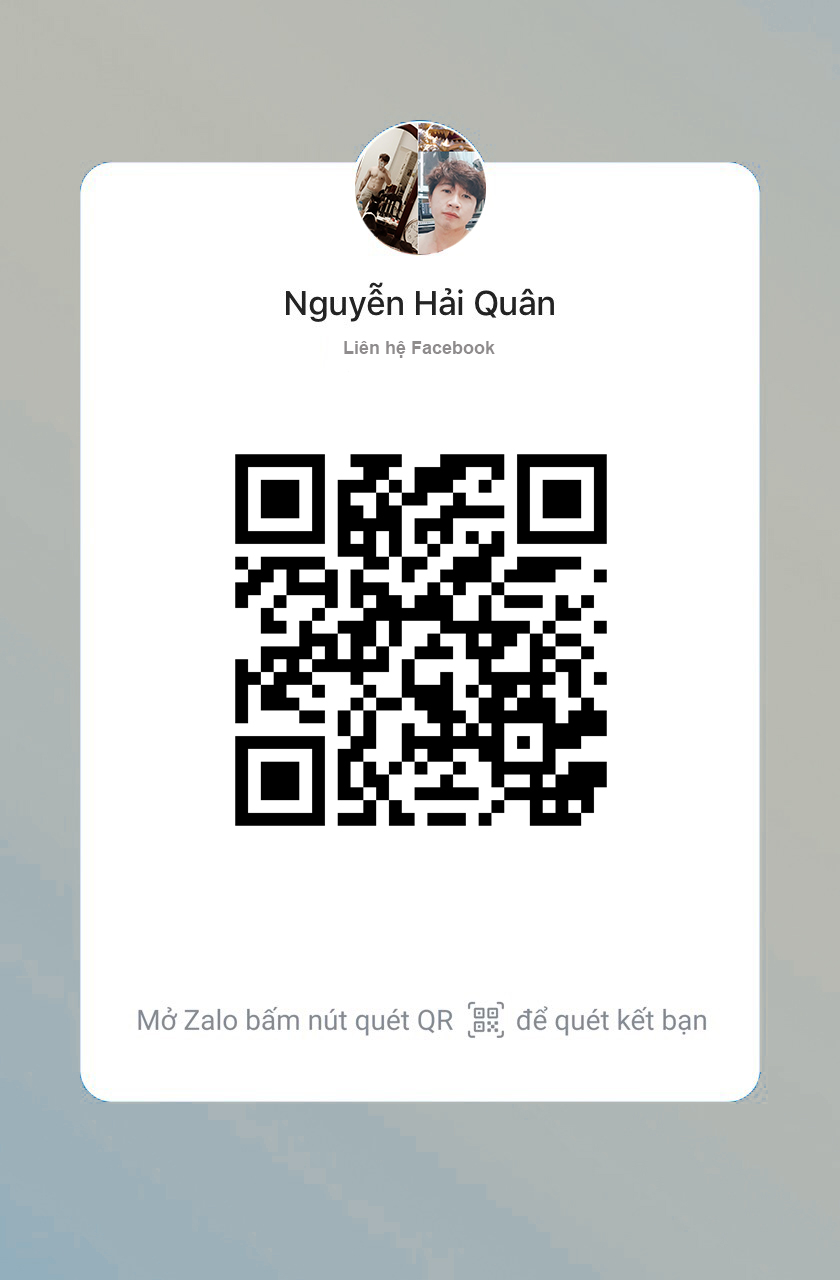 Nguyễn Hải Quân
Liên hệ Facebook
Mở Zalo bấm nút quét QR để quét kết bạn